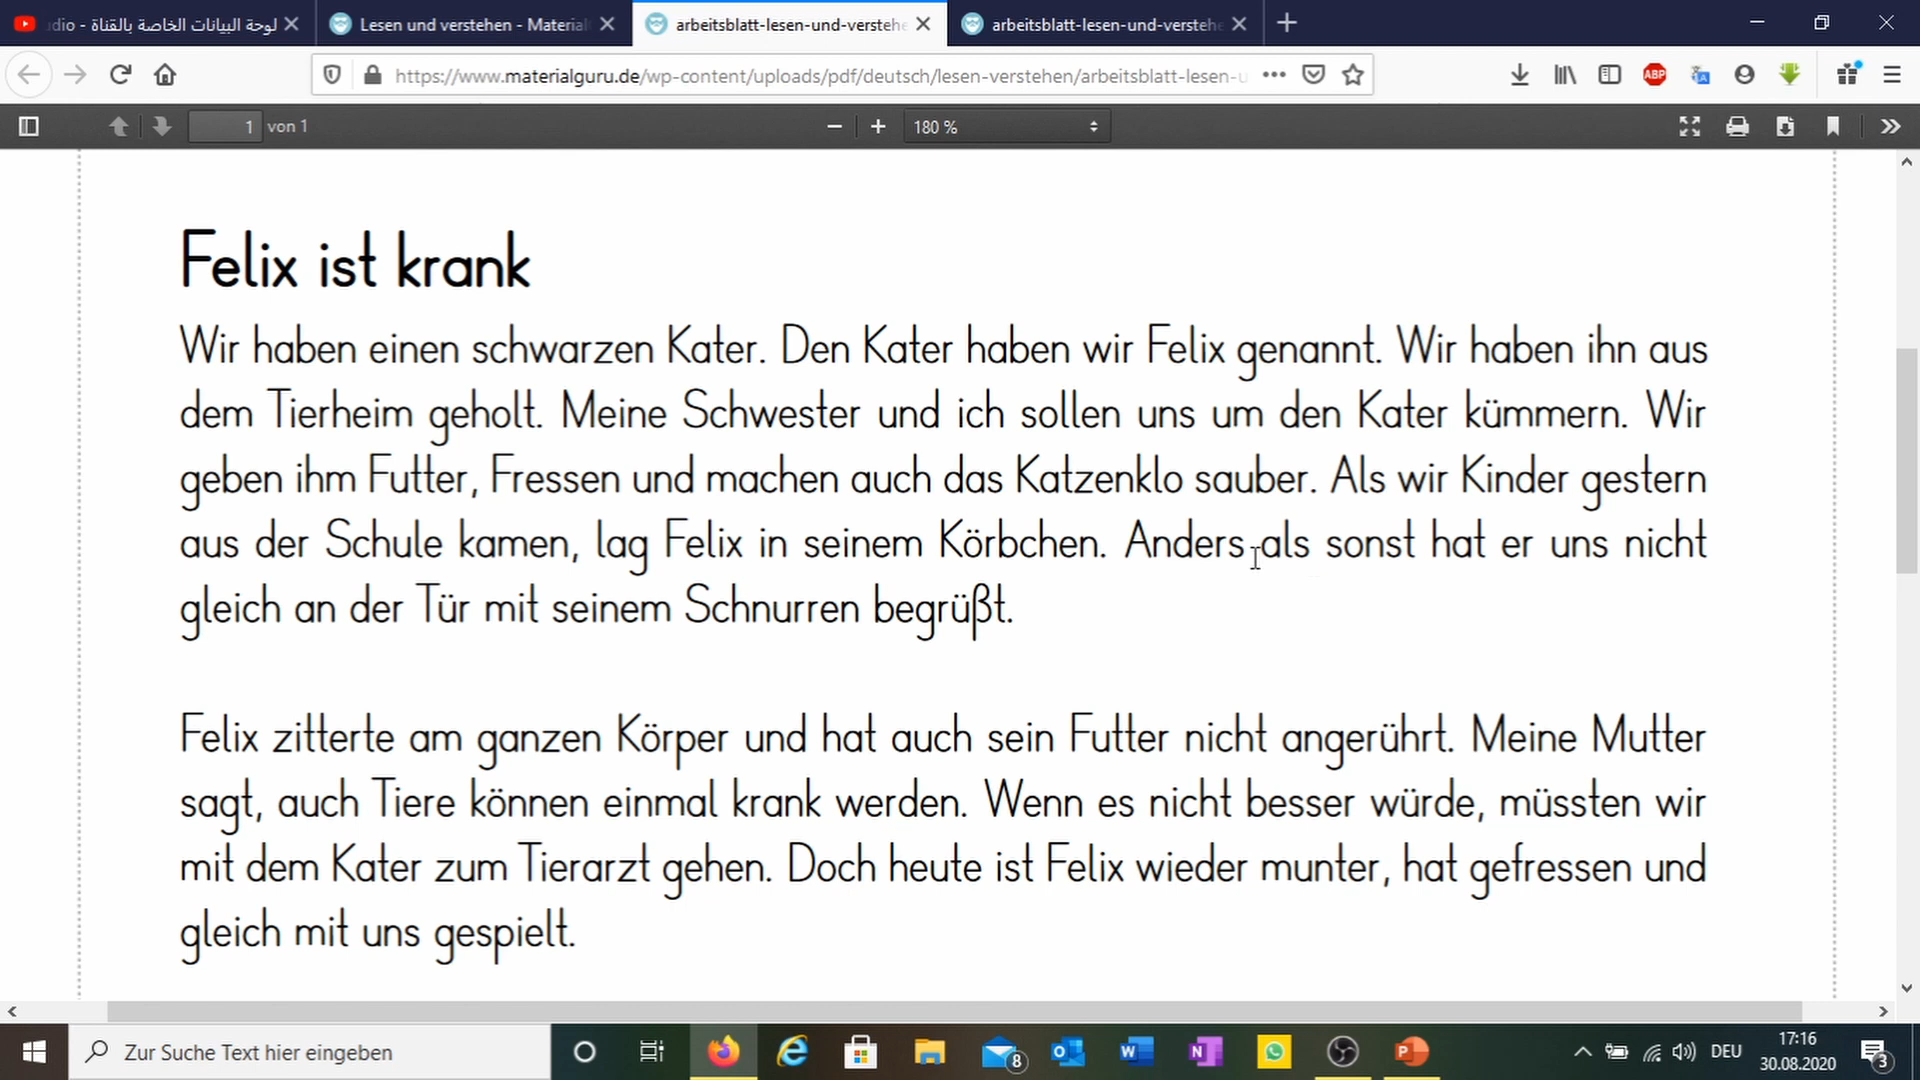 لوحة البيانات الخاصة بالقناة - dio
Lesen und verstehen - Material
arbeitsblatt-lesen-und-verstehe
arbeitsblatt-lesen-und-verstehe
https://www.materialguru.de/wp-content/uploads/pdf/deutsch/lesen-verstehen/arbeitsblatt-lesen-u
ABP
1 von 1
180 %
Felix ist krank
Wir haben einen schwarzen Kater. Den Kater haben wir Felix genannt. Wir haben ihn aus
dem Tierheim geholt. Meine Schwester und ich sollen uns um den Kater kümmern. Wir
geben ihm Futter, Fressen und machen auch das Katzenklo sauber. Als wir Kinder gestern
aus der Schule kamen, lag Felix in seinem Körbchen. Anders als sonst hat er uns nicht
gleich an der Tür mit seinem Schnurren begrüßt.
Felix zitterte am ganzen Körper und hat auch sein Futter nicht angerührt. Meine Mutter
sagt, auch Tiere können einmal krank werden. Wenn es nicht besser würde, müssten wir
mit dem Kater zum Tierarzt gehen. Doch heute ist Felix wieder munter, hat gefressen und
gleich mit uns gespielt.
Zur Suche Text hier eingeben
8
DEU
17:16
30.08.2020
3